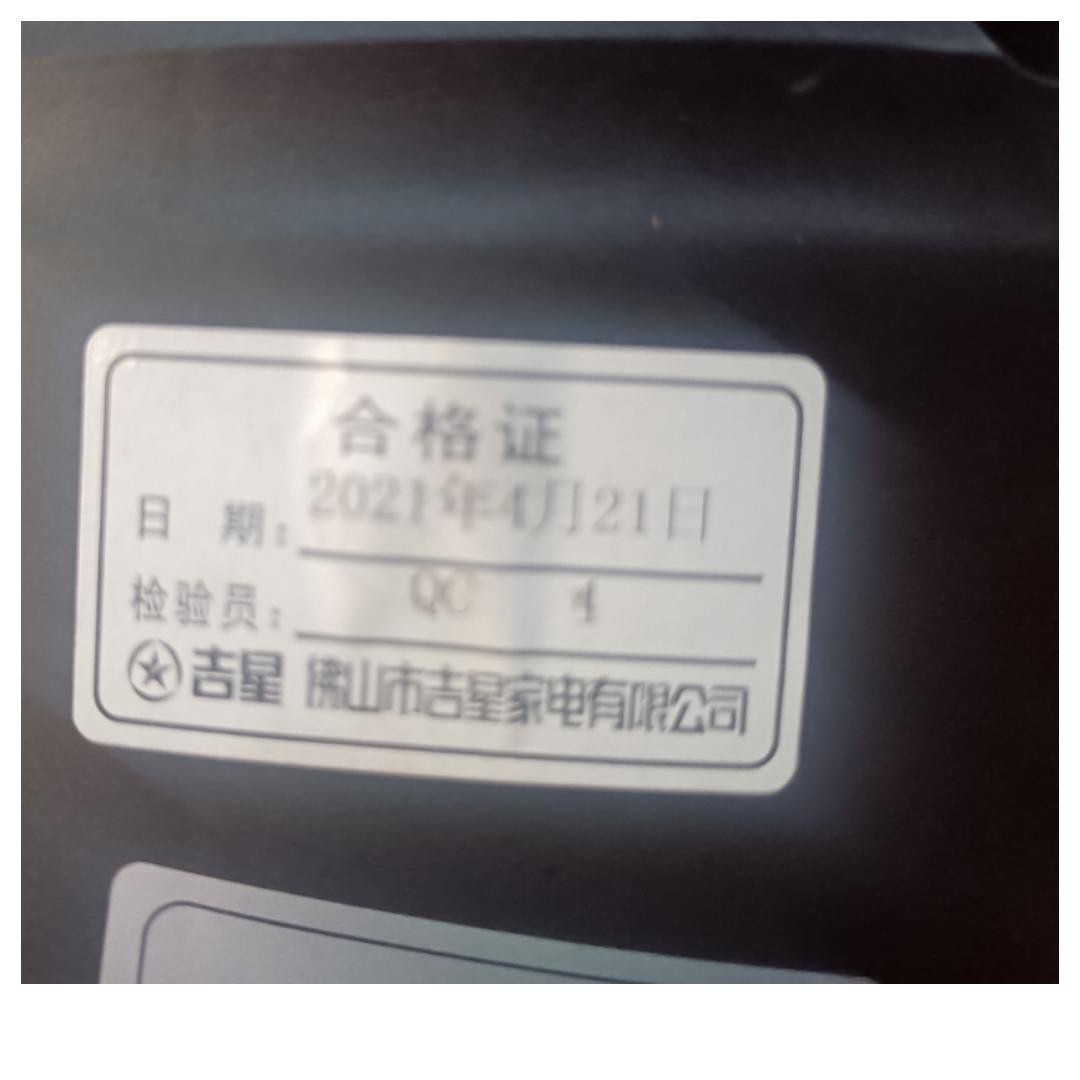 合格证
日 期: 2021年4月21日
检验员: QC 4
吉星 佛山市吉星家电有限公司